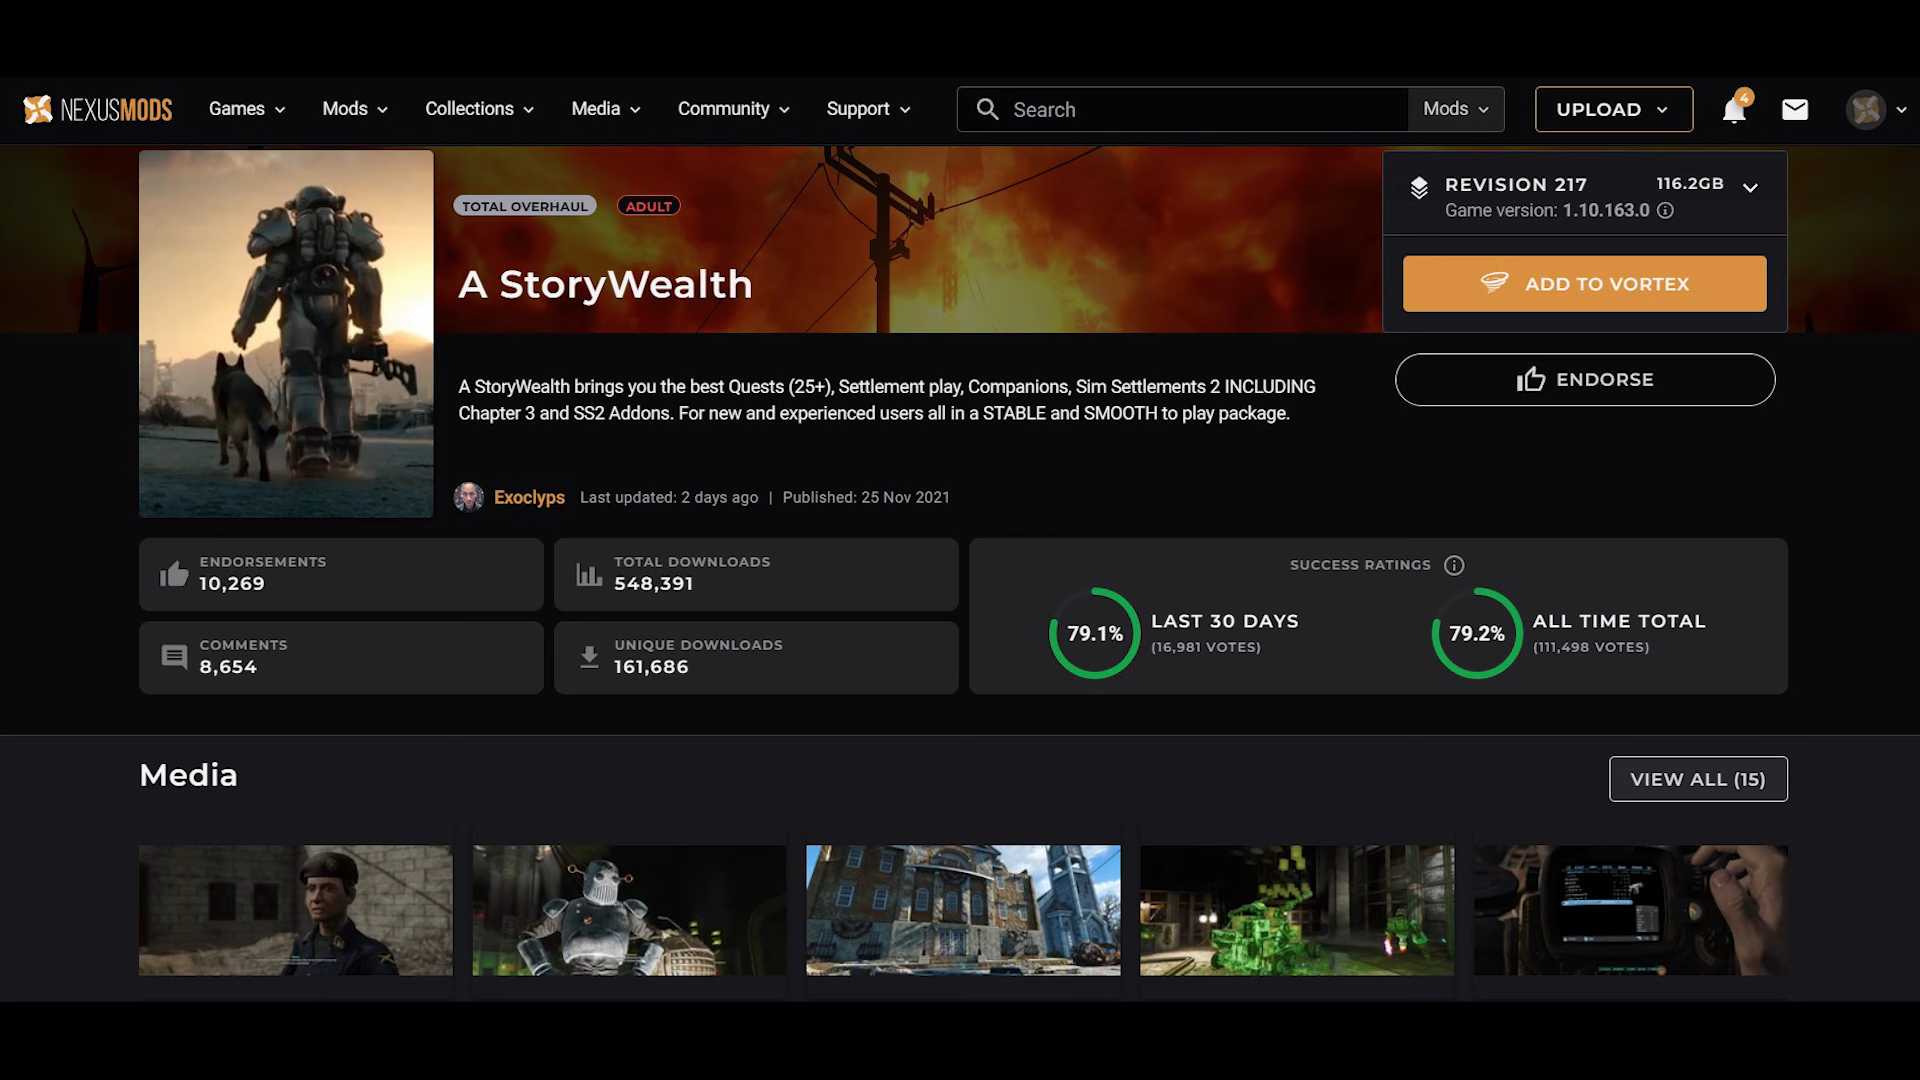 NEXUSMODS Games Mods Collections Media Community Support Search Mods UPLOAD 4
TOTAL OVERHAUL ADULT
A StoryWealth
REVISION 217 116.2GB
Game version: 1.10.163.0
ADD TO VORTEX
ENDORSE
A StoryWealth brings you the best Quests (25+), Settlement play, Companions, Sim Settlements 2 INCLUDING
Chapter 3 and SS2 Addons. For new and experienced users all in a STABLE and SMOOTH to play package.
Exoclyps Last updated: 2 days ago | Published: 25 Nov 2021
ENDORSEMENTS
10,269
TOTAL DOWNLOADS
548,391
COMMENTS
8,654
UNIQUE DOWNLOADS
161,686
SUCCESS RATINGS
79.1%
LAST 30 DAYS
(16,981 VOTES)
79.2%
ALL TIME TOTAL
(111,498 VOTES)
Media
VIEW ALL (15)